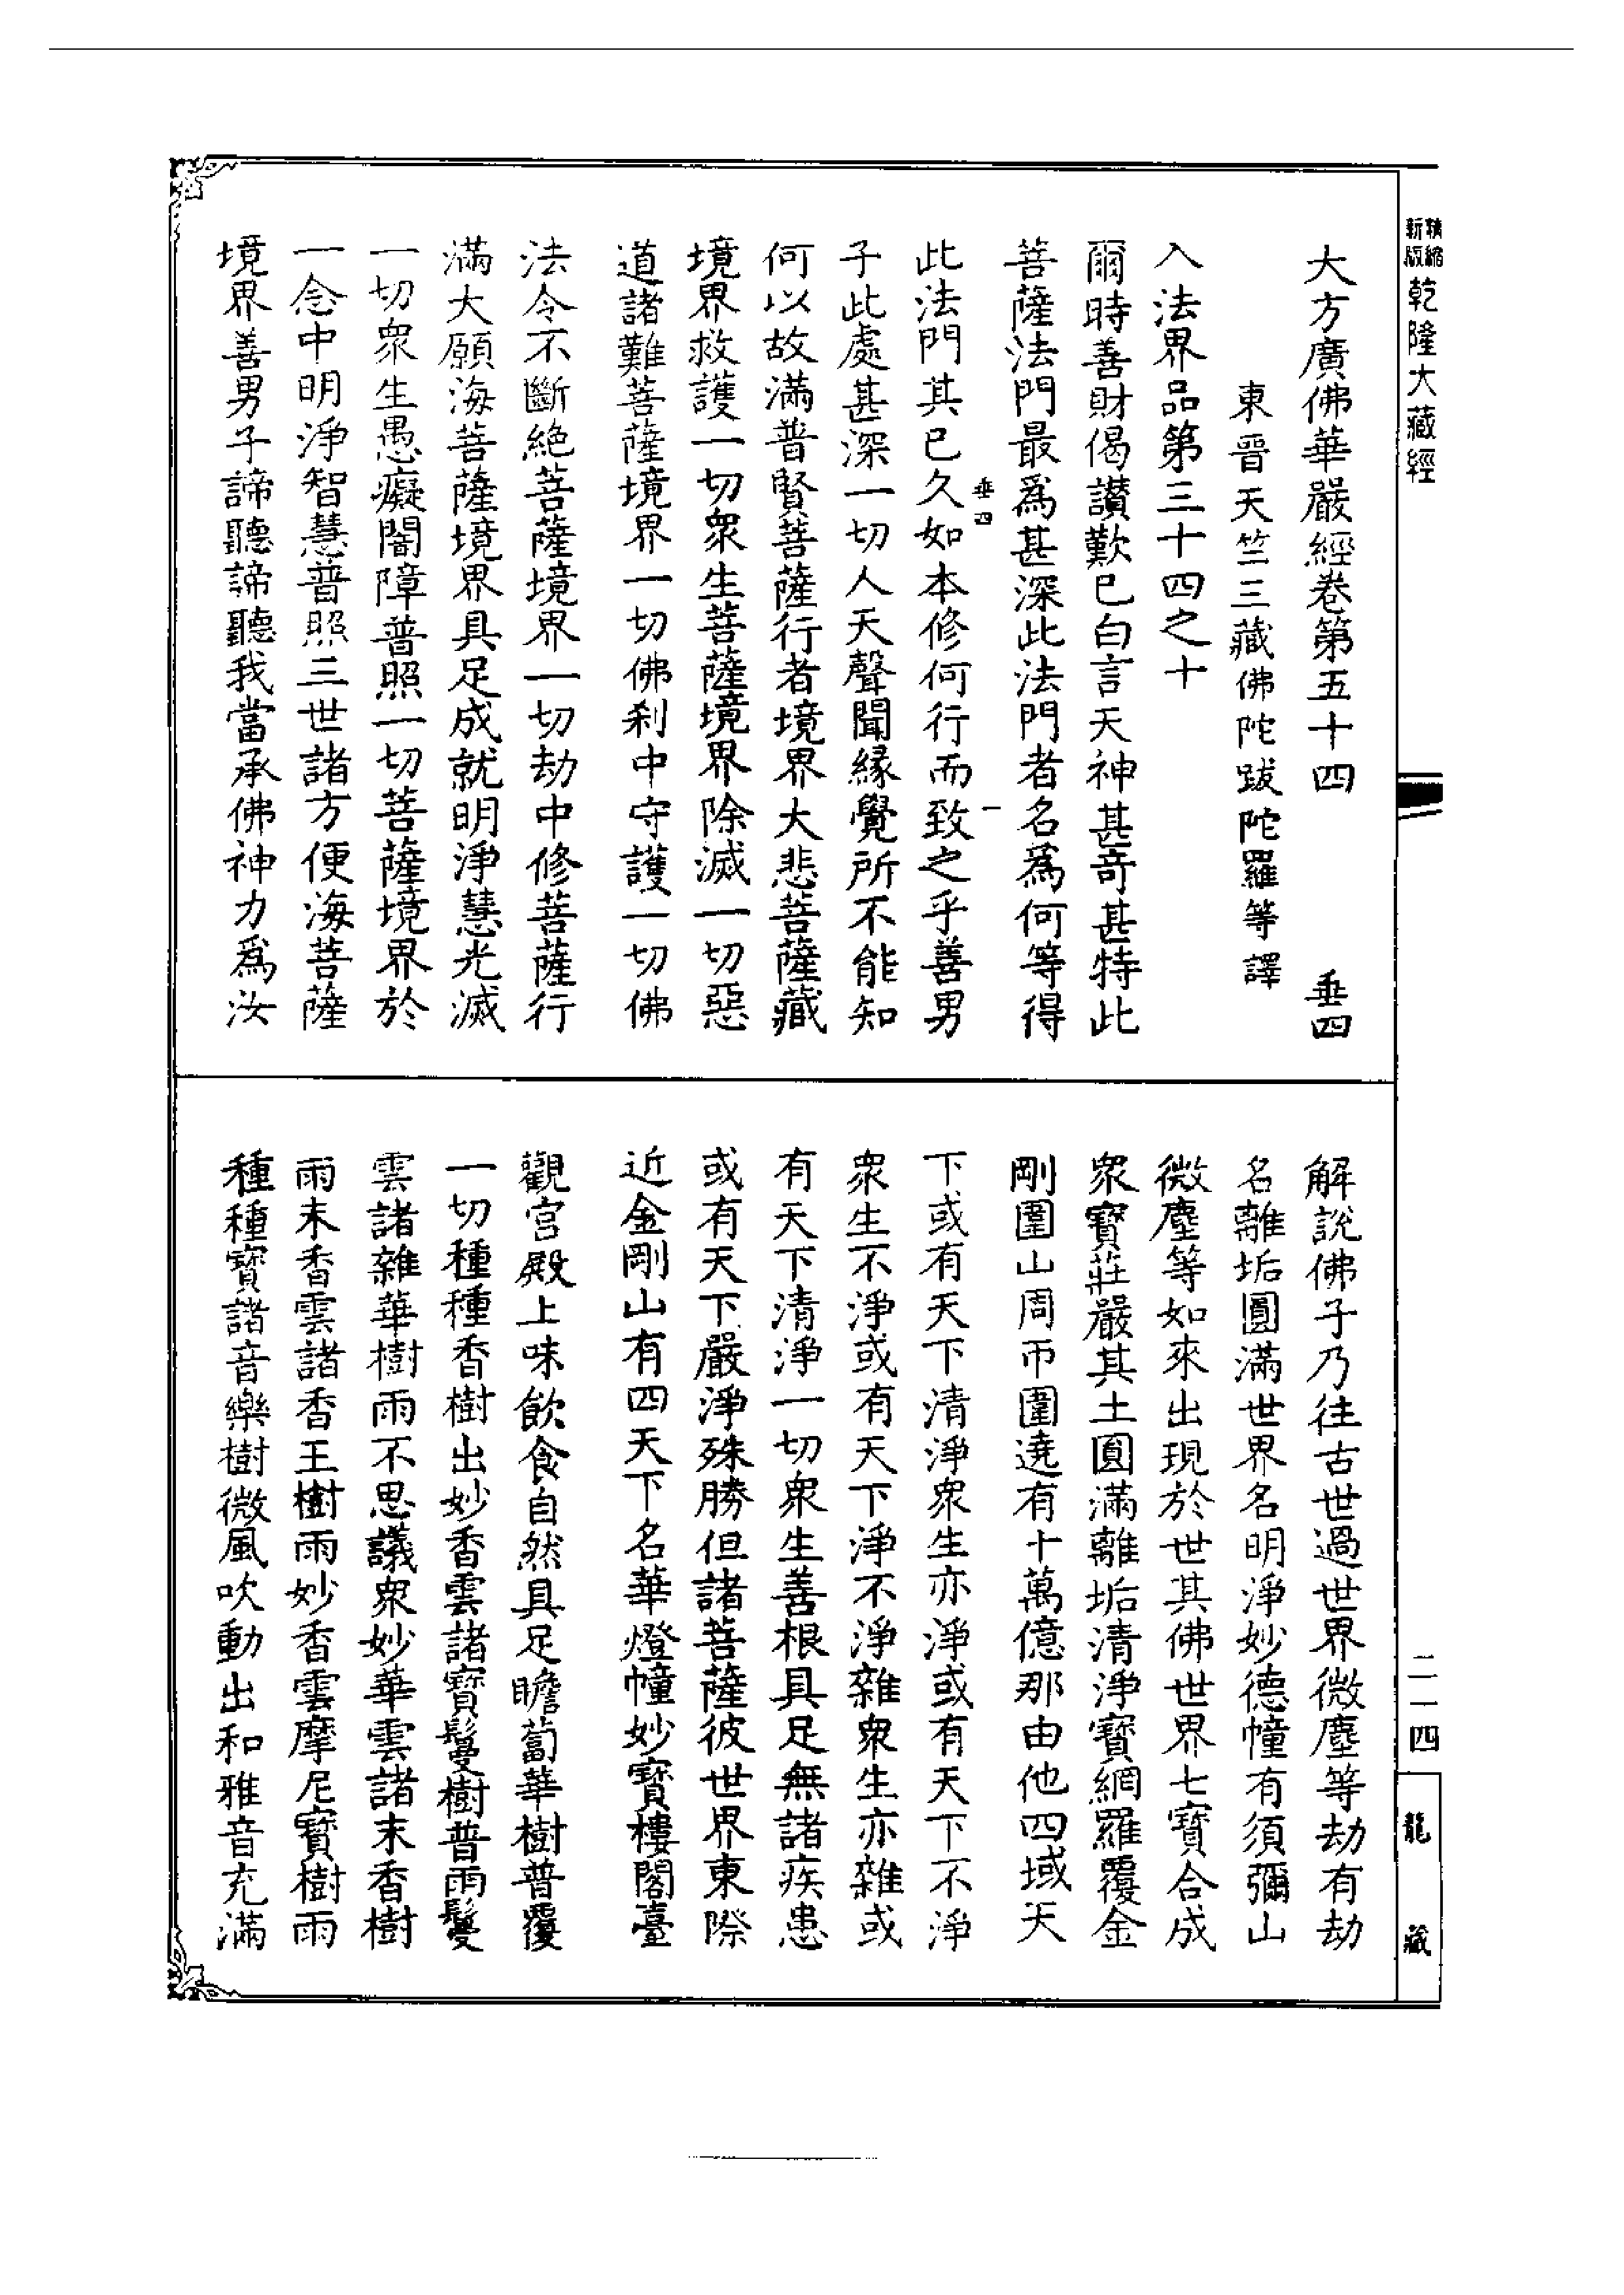 新版精縮乾隆大藏經
大方廣佛華嚴經卷第五十四　垂四
東晉天竺三藏佛陀跋陀羅等譯
入法界品第三十四之十
爾時善財偈讚歎已白言天神甚奇甚特此
菩薩法門最爲甚深此法門者名爲何等得
垂四　一
此法門其已久如本修何行而致之乎善男
子此處甚深一切人天聲聞緣覺所不能知
何以故滿普賢菩薩行者境界大悲菩薩藏
境界救護一切衆生菩薩境界除滅一切惡
道諸難菩薩境界一切佛刹中守護一切佛
法令不斷絶菩薩境界一切劫中修菩薩行
滿大願海菩薩境界具足成就明淨慧光滅
一切衆生愚癡闇障普照一切菩薩境界於
一念中明淨智慧普照三世諸方便海菩薩
境界善男子諦聽諦聽我當承佛神力爲汝
解說佛子乃往古世過世界微塵等劫有劫
名離垢圓滿世界名明淨妙德幢有須彌山
微塵等如來出現於世其佛世界七寶合成
衆寶莊嚴其土圓滿離垢清淨寶網羅覆金
剛圍山周帀圍遶有十萬億那由他四域天
下或有天下清淨衆生亦淨或有天下不淨
衆生不淨或有天下淨不淨雜衆生亦雜或
有天下清淨一切衆生善根具足無諸疾患
或有天下嚴淨殊勝但諸菩薩彼世界東際
近金剛山有四天下名華燈幢妙寶樓閣臺
觀宮殿上味飲食自然具足瞻蔔華樹普覆
一切種種香樹出妙香雲諸寶鬘樹普雨鬘
雲諸雜華樹雨不思議衆妙華雲諸末香樹
雨末香雲諸香王樹雨妙香雲摩尼寶樹雨
種種寶諸音樂樹微風吹動出和雅音充滿
二一四
龍藏